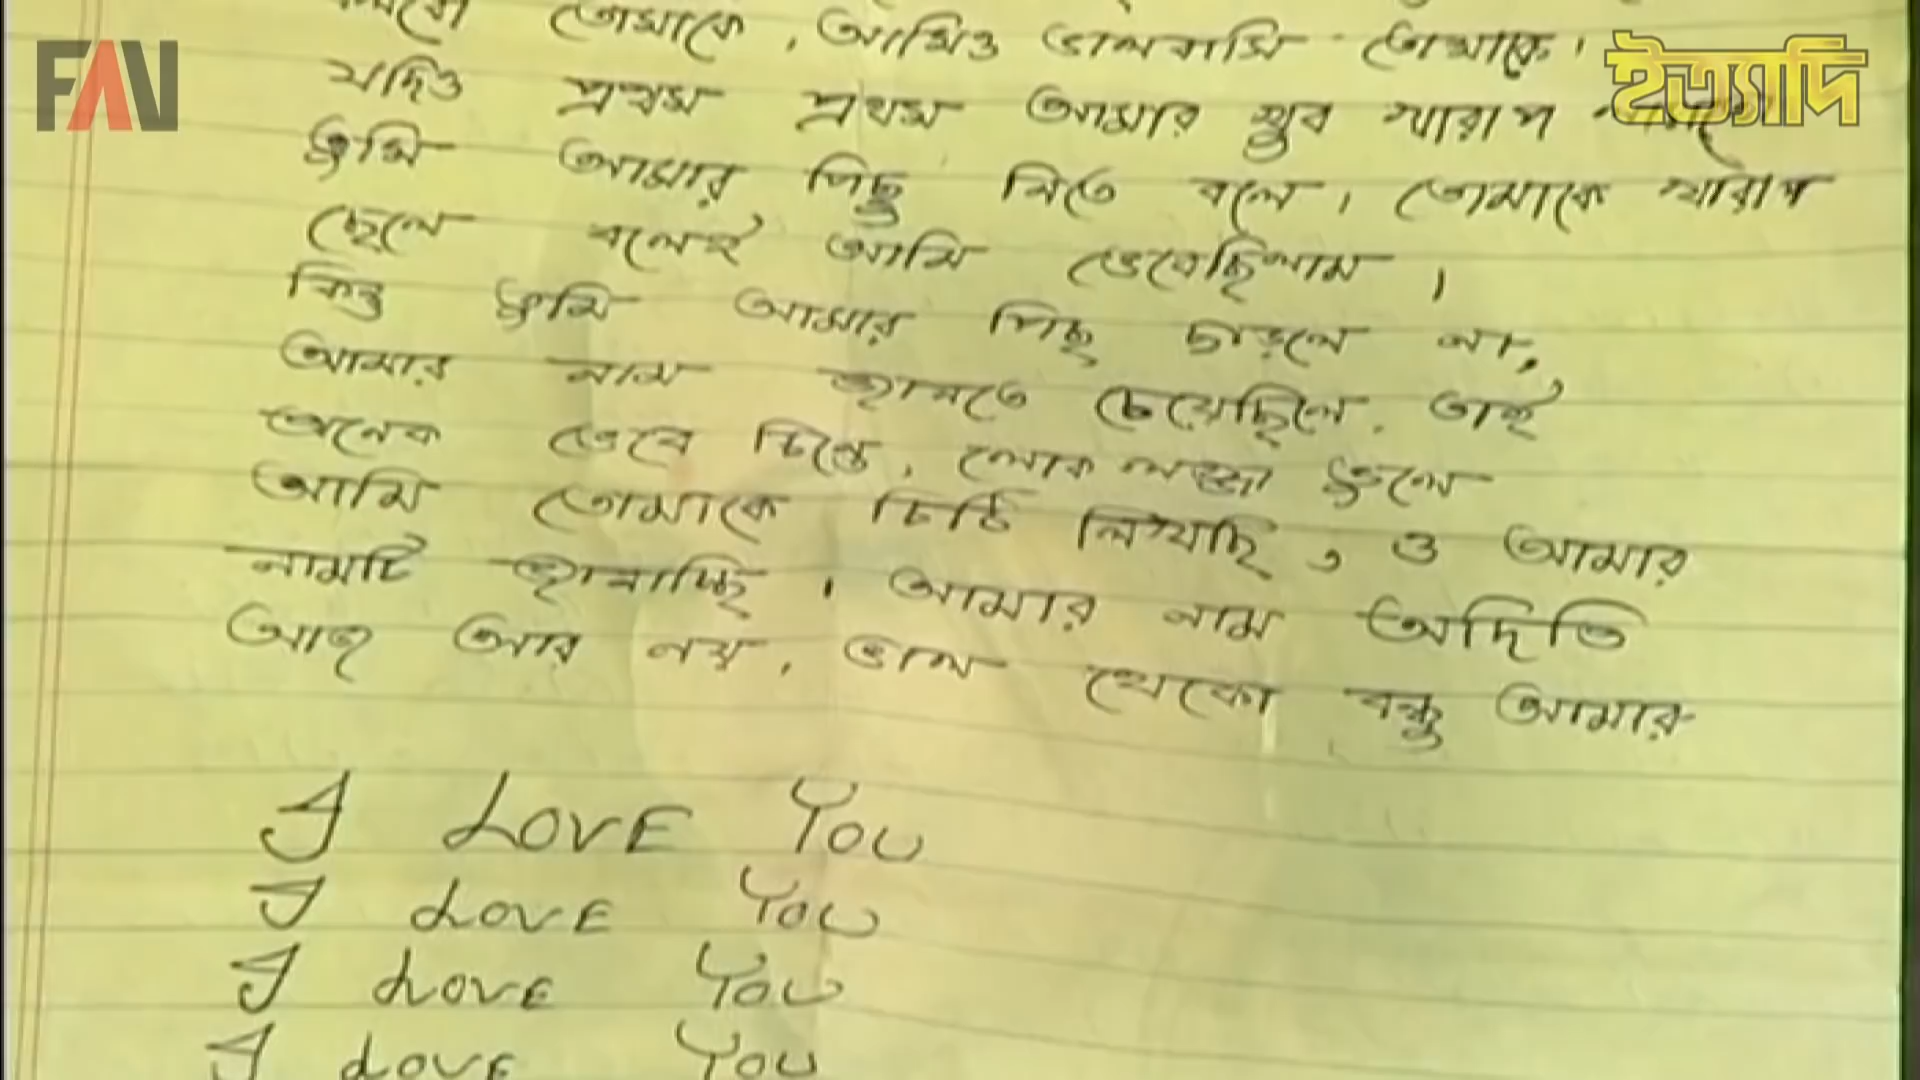 FAV
ইত্যাদি
তোমাকে, আমিও ভালবাসি তোমাকে।
যদিও প্রথম প্রথম আমার খুব খারাপ
তুমি আমার পিছু নিতে বলে। তোমাকে খারাপ
ছেলে বলেই আমি ভেবেছিলাম।
কিন্তু তুমি আমার পিছু ছাড়লে না,
আমার নাম জানতে চেয়েছিলে, তাই
অনেক ভেবে চিন্তে, লোক লজ্জা ভুলে
আমি তোমাকে চিঠি লিখছি, ও আমার
নামটি জানাচ্ছি। আমার নাম অদিতি
আজ আর নয়, ভাল থেকো বন্ধু আমার
I LOVE YOU
I LOVE YOU
I LOVE YOU
I LOVE YOU